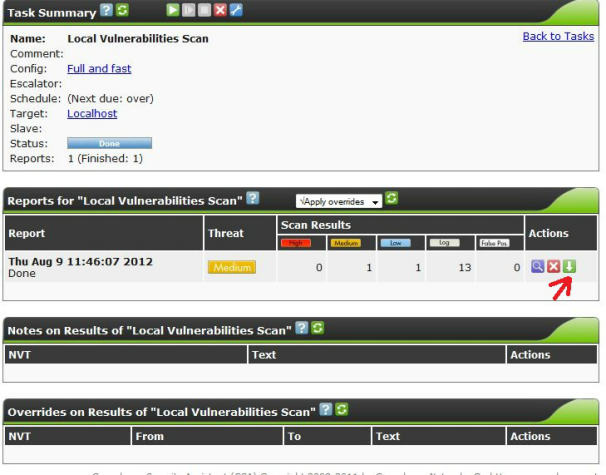 Task Summary
Name: Local Vulnerabilities Scan
Back to Tasks
Comment:
Config: Full and fast
Escalator:
Schedule: (Next due: over)
Target: Localhost
Slave:
Status: Done
Reports: 1 (Finished: 1)
Reports for "Local Vulnerabilities Scan" ? √Apply overrides
Report Threat Scan Results Actions
High Medium Low Log False Pos.
Thu Aug 9 11:46:07 2012
Done
Medium 0 1 1 13 0
Notes on Results of "Local Vulnerabilities Scan" ?
NVT Text Actions
Overrides on Results of "Local Vulnerabilities Scan" ?
NVT From To Text Actions